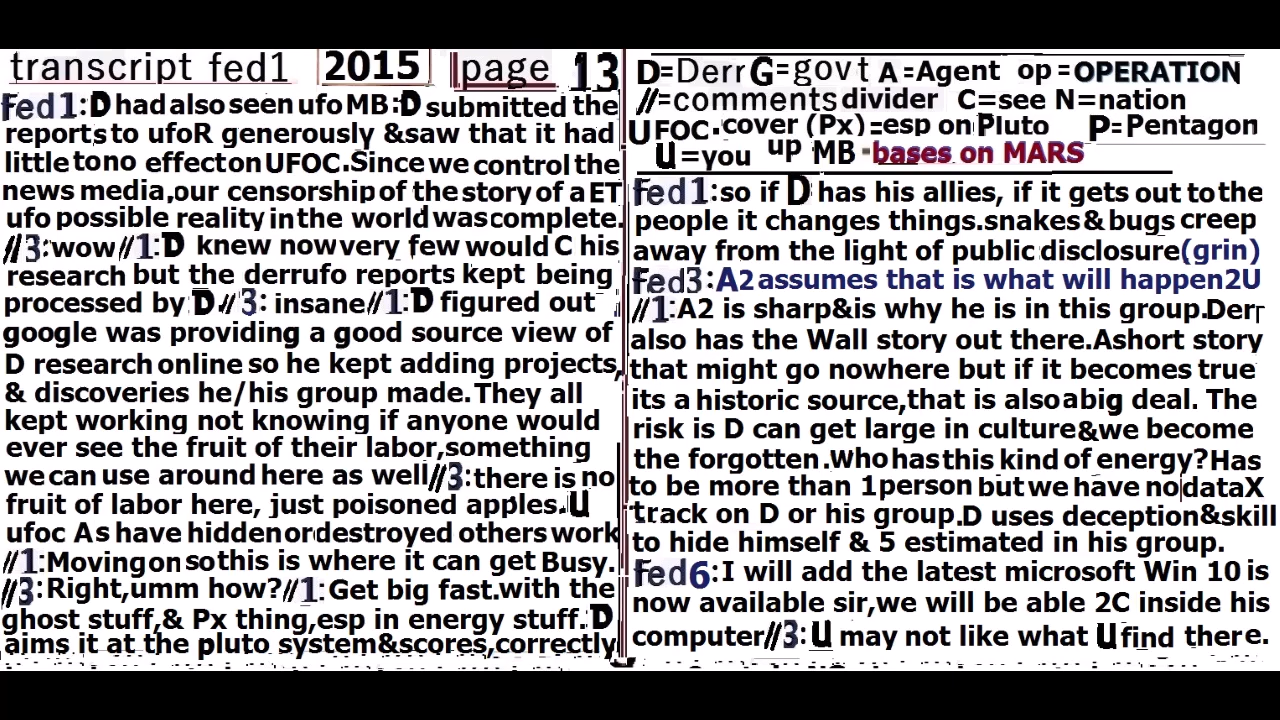 transcript fed1 2015 page 13
Fed1:D had also seen ufo MB:D submitted the
reports to ufoR generously &saw that it had
little to no effect on UFOC.Since we control the
news media,our censorship of the story of a ET
ufo possible reality in the world was complete.
//3:wow//1:D knew now very few would C his
research but the derrufo reports kept being
processed by D//3: insane//1:D figured out
google was providing a good source view of
D research online so he kept adding projects,
& discoveries he/his group made.They all
kept working not knowing if anyone would
ever see the fruit of their labor,something
we can use around here as well//3:there is no
fruit of labor here, just poisoned apples.U
ufoc As have hidden or destroyed others work
//1:Moving on so this is where it can get Busy.
//3:Right,umm how?//1:Get big fast.with the
ghost stuff,& Px thing,esp in energy stuff.D
aims it at the pluto system&scores,correctly
D=Derr G=govt A=Agent op=OPERATION
//=comments divider C=see N=nation
UFOC.cover (Px)=esp on Pluto P=Pentagon
U=you up MB-bases on MARS
Fed1:so if D has his allies, if it gets out to the
people it changes things.snakes&bugs creep
away from the light of public disclosure(grin)
Fed3:A2 assumes that is what will happen2U
//1:A2 is sharp&is why he is in this group.Derr
also has the Wall story out there.Ashort story
that might go nowhere but if it becomes true
its a historic source,that is also a big deal. The
risk is D can get large in culture&we become
the forgotten.Who has this kind of energy?Has
to be more than 1person but we have no dataX
track on D or his group.D uses deception&skill
to hide himself & 5 estimated in his group.
Fed6:I will add the latest microsoft Win 10 is
now available sir,we will be able 2C inside his
computer//3:U may not like what U find there.